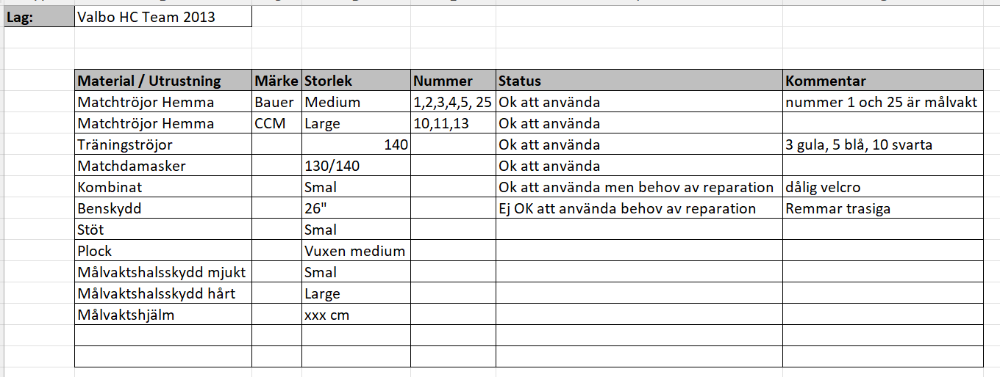 Lag: Valbo HC Team 2013
Material / Utrustning Märke Storlek Nummer Status Kommentar
Matchtröjor Hemma Bauer Medium 1,2,3,4,5, 25 Ok att använda nummer 1 och 25 är målvakt
Matchtröjor Hemma CCM Large 10,11,13 Ok att använda
Träningströjor 140 Ok att använda 3 gula, 5 blå, 10 svarta
Matchdamasker 130/140 Ok att använda
Kombinat Smal Ok att använda men behov av reparation dålig velcro
Benskydd 26" Ej OK att använda behov av reparation Remmar trasiga
Stöt Smal
Plock Vuxen medium
Målvaktshalsskydd mjukt Smal
Målvaktshalsskydd hårt Large
Målvaktshjälm xxx cm